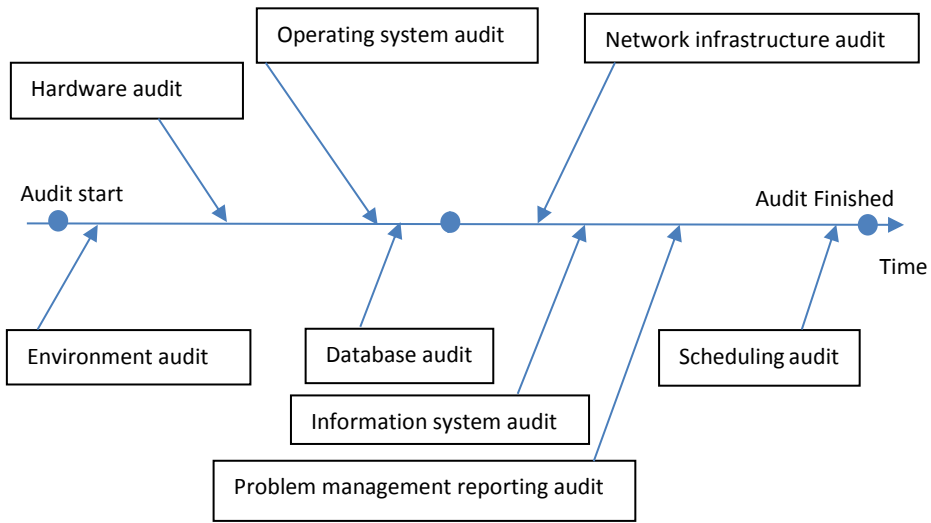 Operating system audit
Network infrastructure audit
Hardware audit
Audit start
Audit Finished
Time
Environment audit
Database audit
Scheduling audit
Information system audit
Problem management reporting audit